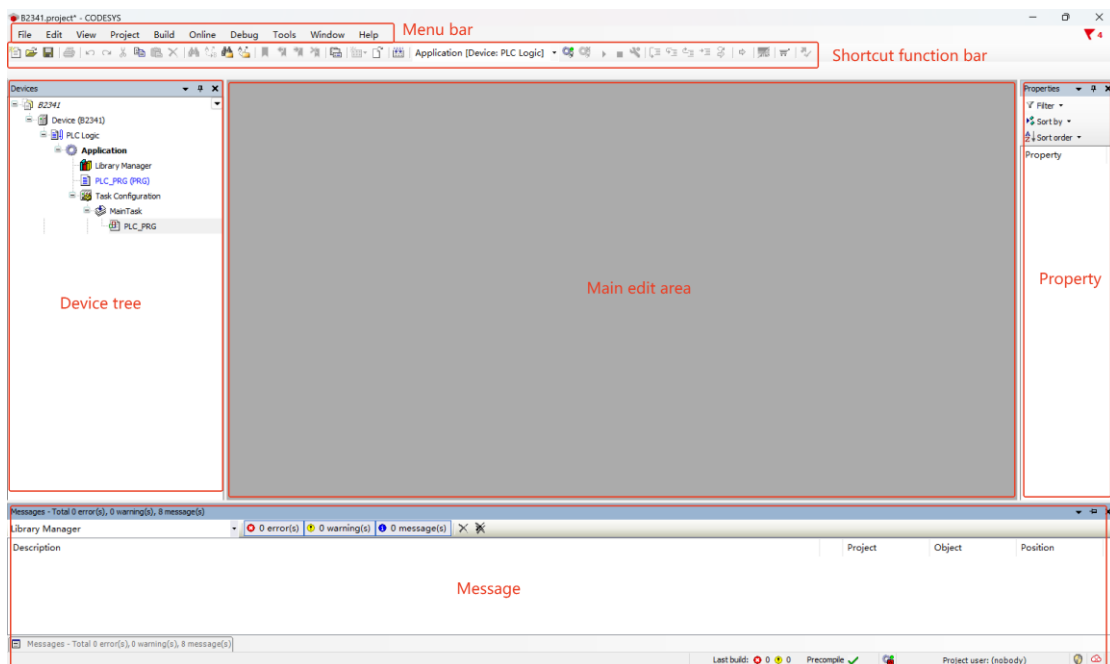 B2341.project* - CODESYS
File Edit View Project Build Online Debug Tools Window Help
Menu bar
4
Application [Device: PLC Logic]
Shortcut function bar
Devices
B2341
Device (B2341)
PLC Logic
Application
Library Manager
PLC_PRG (PRG)
Task Configuration
MainTask
PLC_PRG
Device tree
Main edit area
Properties
Filter
Sort by
Sort order
Property
Property
Messages - Total 0 error(s), 0 warning(s), 8 message(s)
Library Manager 0 error(s) 0 warning(s) 0 message(s)
Description Project Object Position
Message
Messages - Total 0 error(s), 0 warning(s), 8 message(s)
Last build: 0 0 Precompile Project user: (nobody)